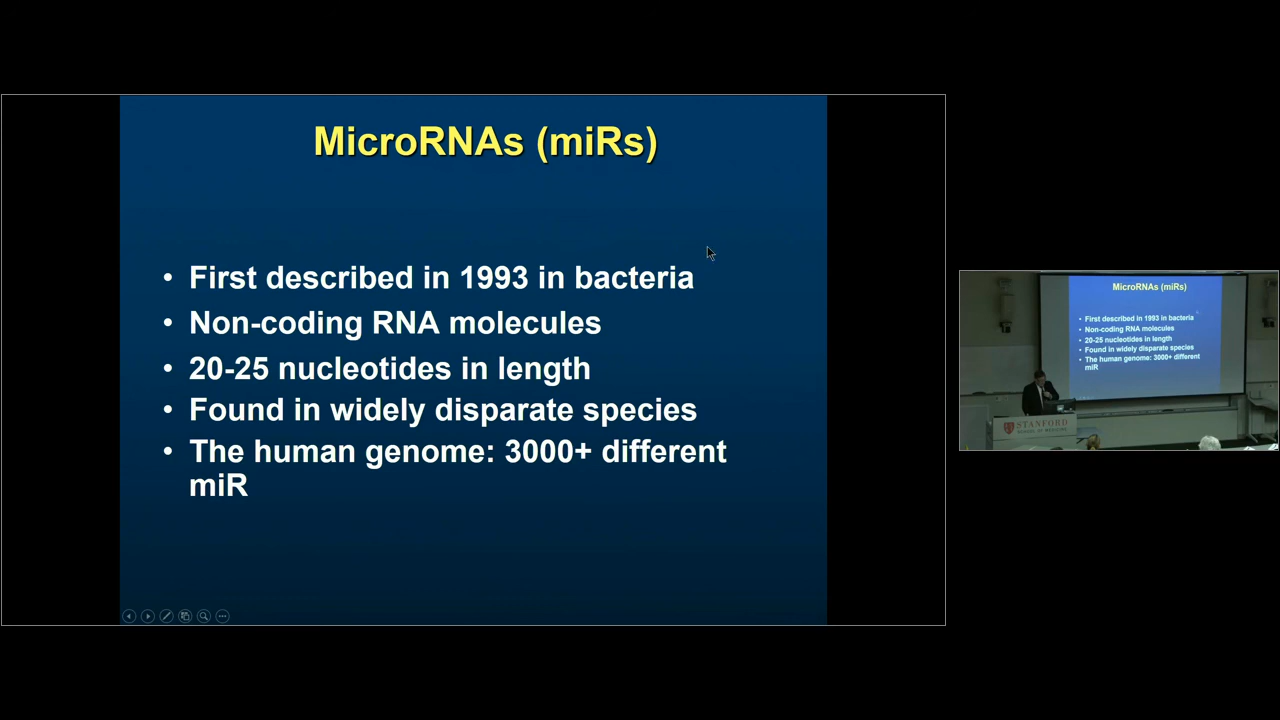 MicroRNAs (miRs)
• First described in 1993 in bacteria
• Non-coding RNA molecules
• 20-25 nucleotides in length
• Found in widely disparate species
• The human genome: 3000+ different
miR
MicroRNAs (miRs)
• First described in 1993 in bacteria
• Non-coding RNA molecules
• 20-25 nucleotides in length
• Found in widely disparate species
• The human genome: 3000+ different
miR
STANFORD
SCHOOL OF MEDICINE